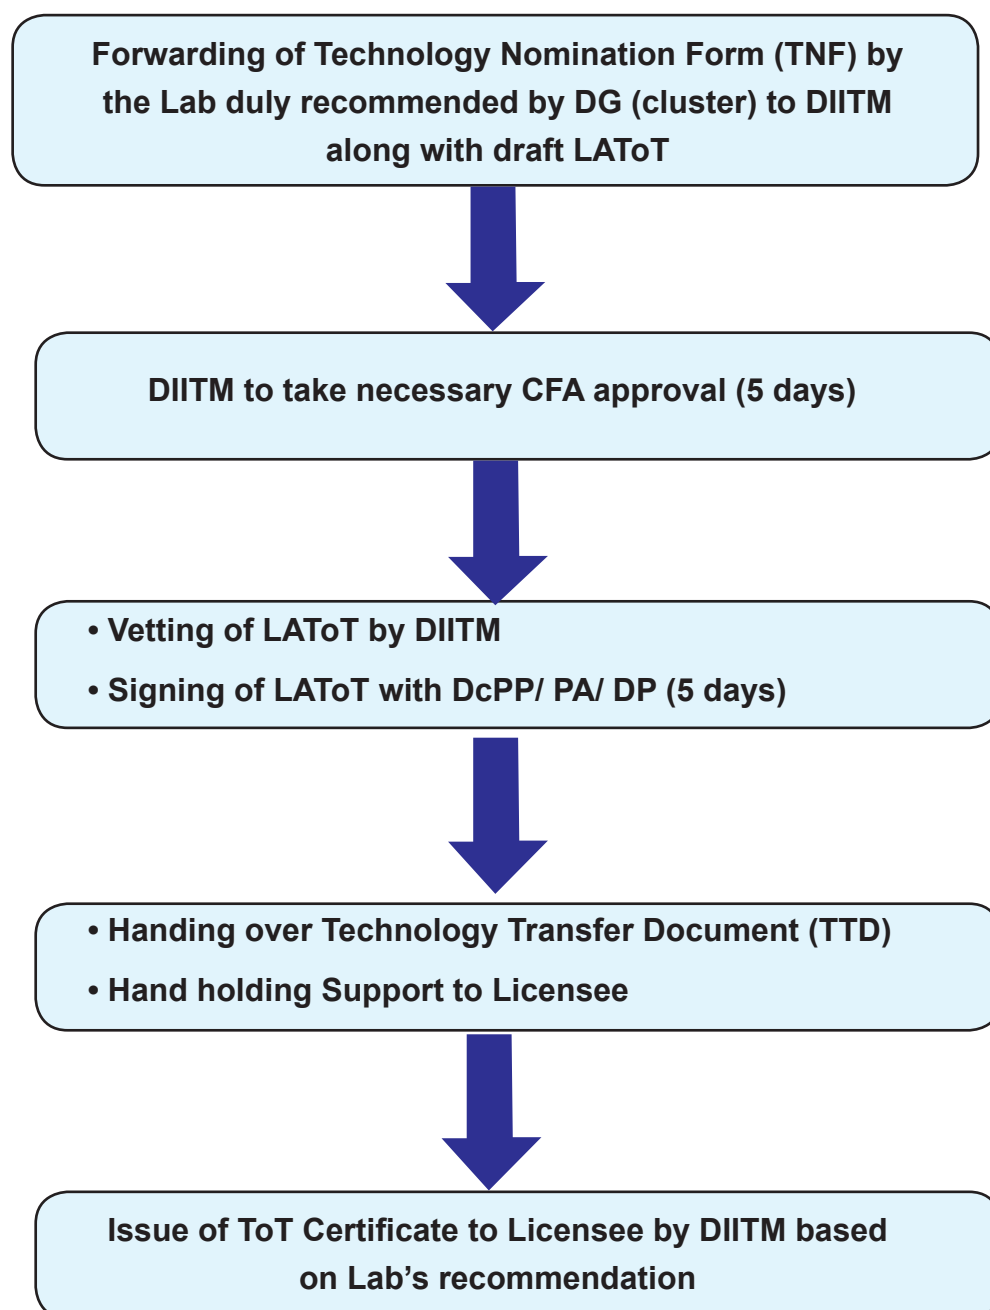 Forwarding of Technology Nomination Form (TNF) by
the Lab duly recommended by DG (cluster) to DIITM
along with draft LAToT
DIITM to take necessary CFA approval (5 days)
• Vetting of LAToT by DIITM
• Signing of LAToT with DcPP/ PA/ DP (5 days)
• Handing over Technology Transfer Document (TTD)
• Hand holding Support to Licensee
Issue of ToT Certificate to Licensee by DIITM based
on Lab’s recommendation